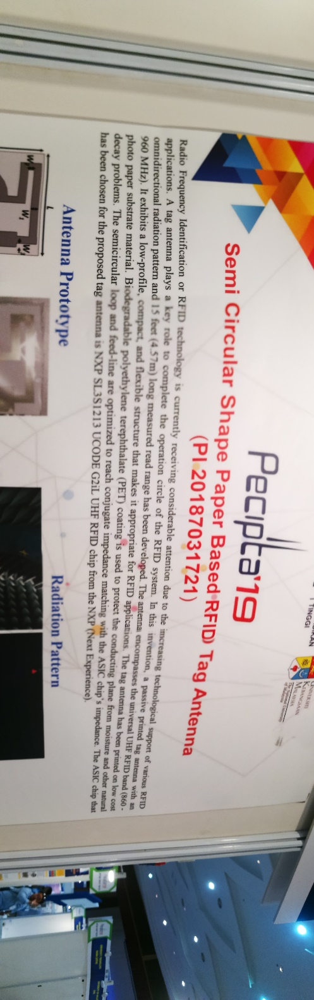 TINGGI
UNIVERSITI
KEBANGSAAN
MALAYSIA
The National University
of Malaysia
Pecipta'19
Semi Circular Shape Paper Based RFID Tag Antenna
(PI 20187031721)
Radio Frequency Identification or RFID technology is currently receiving considerable attention due to the increasing technological support of various RFID
applications. A tag antenna plays a key role to complete the operation circle of the RFID system. In this invention, a passive printed tag antenna with an
omnidirectional radiation pattern and 15 feet (4.57m) long measured read range has been developed. The antenna encompasses the universal UHF RFID band (860 -
960 MHz). It exhibits a low-profile, compact, and flexible structure that makes it appropriate for RFID applications. The tag antenna has been printed on low cost
photo paper substrate material. Biodegradable polyethylene terephthalate (PET) coating is used to protect the conducting plane from moisture and other natural
decay problems. The semicircular loop and feed-line are optimized to reach conjugate impedance matching with the ASIC chip's impedance. The ASIC chip that
has been chosen for the proposed tag antenna is NXP SL3S1213 UCODE G2iL UHF RFID chip from the NXP (Next Experience).
Antenna Prototype
Radiation Pattern
L